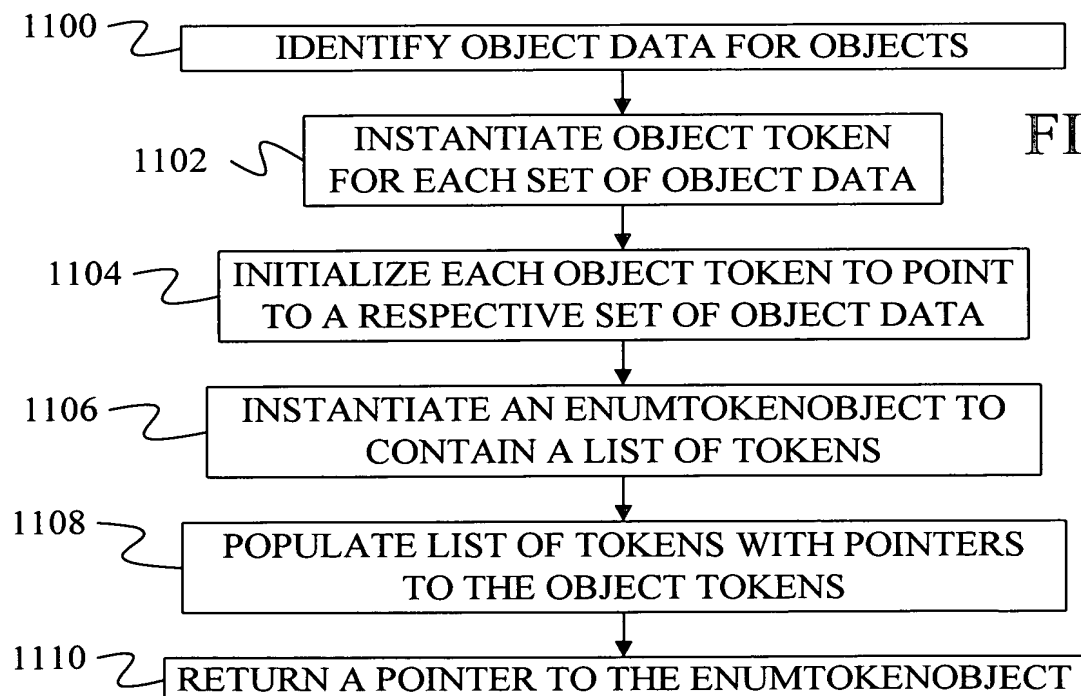 1100
IDENTIFY OBJECT DATA FOR OBJECTS
FI
1102
INSTANTIATE OBJECT TOKEN
FOR EACH SET OF OBJECT DATA
1104
INITIALIZE EACH OBJECT TOKEN TO POINT
TO A RESPECTIVE SET OF OBJECT DATA
1106
INSTANTIATE AN ENUMTOKENOBJECT TO
CONTAIN A LIST OF TOKENS
1108
POPULATE LIST OF TOKENS WITH POINTERS
TO THE OBJECT TOKENS
1110
RETURN A POINTER TO THE ENUMTOKENOBJECT